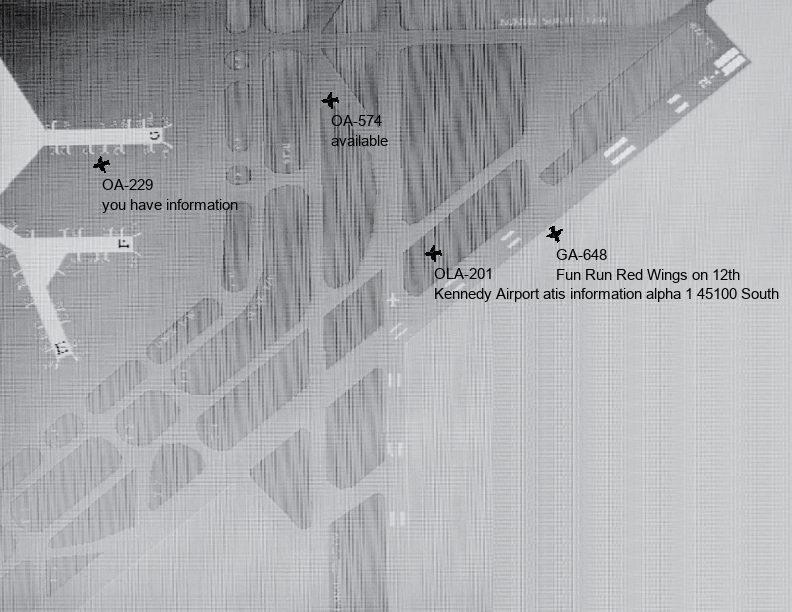 G
OA-574
available
OA-229
you have information
F
GA-648
Fun Run Red Wings on 12th
OLA-201
Kennedy Airport atis information alpha 1 45100 South